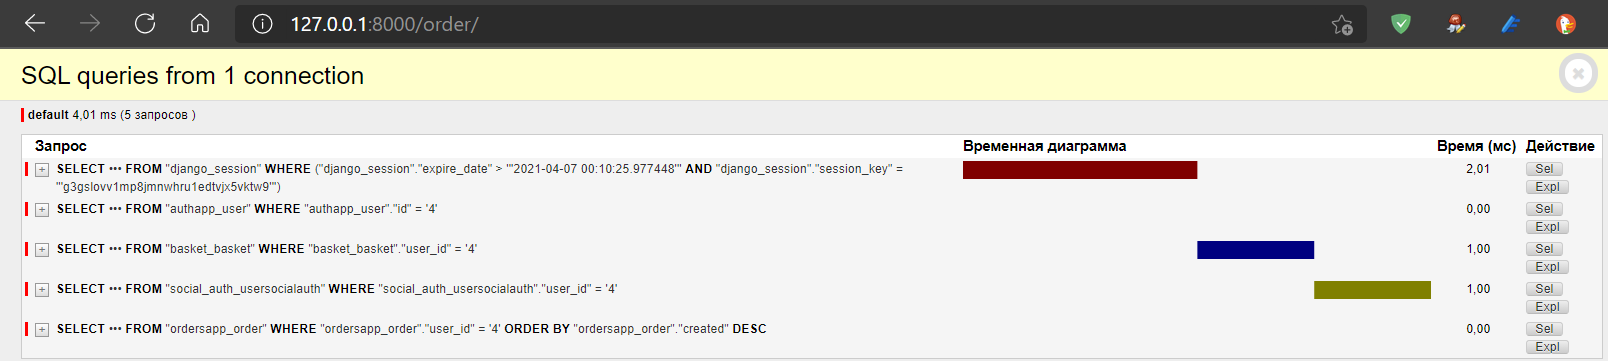 127.0.0.1:8000/order/
SQL queries from 1 connection
default 4,01 ms (5 запросов )
Запрос Временная диаграмма Время (мс) Действие
+ SELECT ••• FROM "django_session" WHERE ("django_session"."expire_date" > '"2021-04-07 00:10:25.977448"' AND "django_session"."session_key" = 2,01 Sel
'"g3gslovv1mp8jmnwhru1edtvjx5vktw9"') Expl
+ SELECT ••• FROM "authapp_user" WHERE "authapp_user"."id" = '4' 0,00 Sel
Expl
+ SELECT ••• FROM "basket_basket" WHERE "basket_basket"."user_id" = '4' 1,00 Sel
Expl
+ SELECT ••• FROM "social_auth_usersocialauth" WHERE "social_auth_usersocialauth"."user_id" = '4' 1,00 Sel
Expl
+ SELECT ••• FROM "ordersapp_order" WHERE "ordersapp_order"."user_id" = '4' ORDER BY "ordersapp_order"."created" DESC 0,00 Sel
Expl